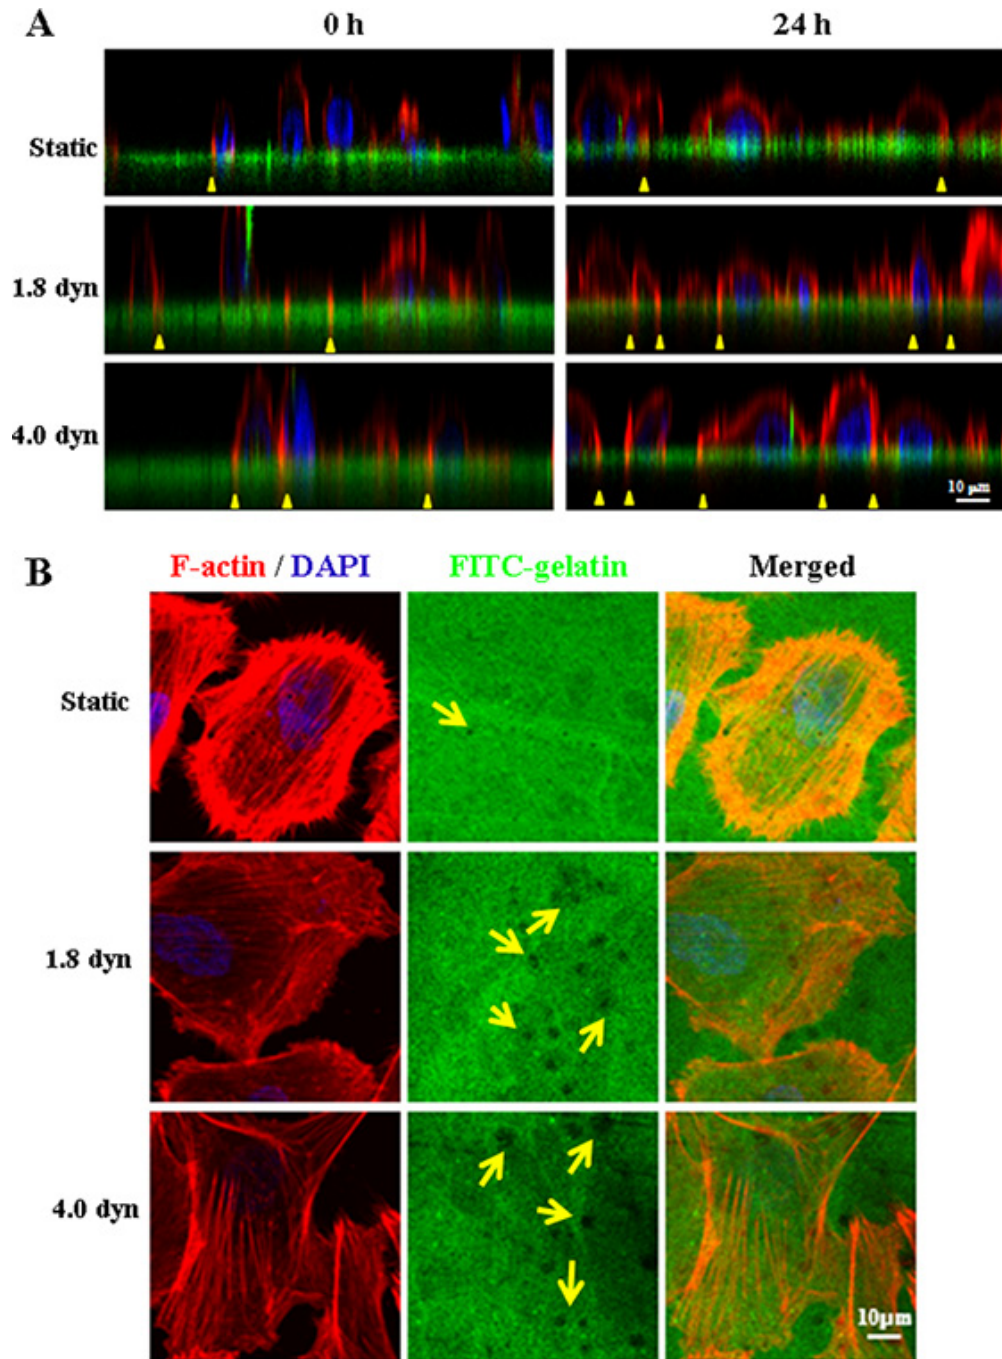 A
0 h
24 h
Static
1.8 dyn
4.0 dyn
10 μm
B
F-actin / DAPI
FITC-gelatin
Merged
Static
1.8 dyn
4.0 dyn
10μm